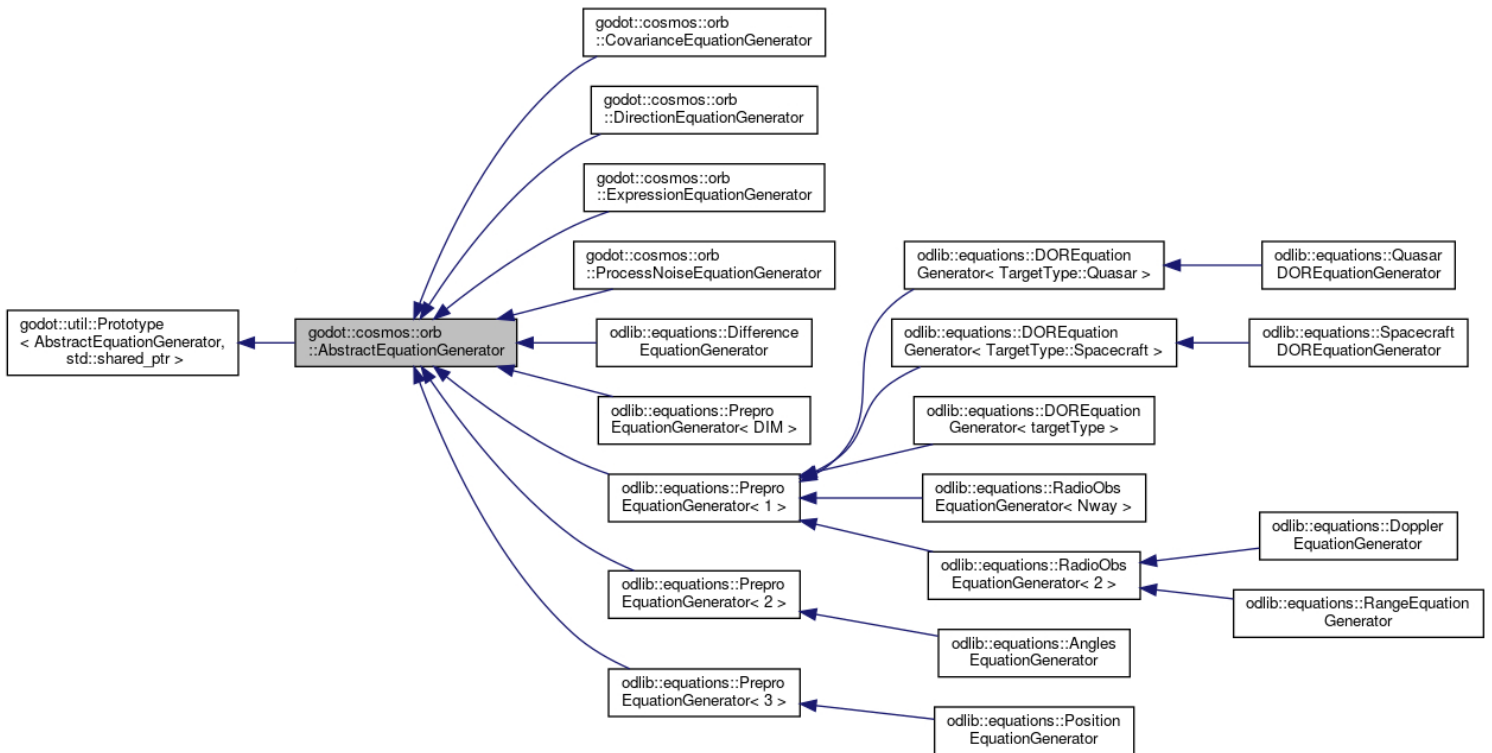 godot::util::Prototype
< AbstractEquationGenerator,
std::shared_ptr >
godot::cosmos::orb
::AbstractEquationGenerator
godot::cosmos::orb
::CovarianceEquationGenerator
godot::cosmos::orb
::DirectionEquationGenerator
godot::cosmos::orb
::ExpressionEquationGenerator
godot::cosmos::orb
::ProcessNoiseEquationGenerator
odlib::equations::Difference
EquationGenerator
odlib::equations::Prepro
EquationGenerator< DIM >
odlib::equations::Prepro
EquationGenerator< 1 >
odlib::equations::Prepro
EquationGenerator< 2 >
odlib::equations::Prepro
EquationGenerator< 3 >
odlib::equations::DOREquation
Generator< TargetType::Quasar >
odlib::equations::DOREquation
Generator< TargetType::Spacecraft >
odlib::equations::DOREquation
Generator< targetType >
odlib::equations::RadioObs
EquationGenerator< Nway >
odlib::equations::RadioObs
EquationGenerator< 2 >
odlib::equations::Angles
EquationGenerator
odlib::equations::Position
EquationGenerator
odlib::equations::Quasar
DOREquationGenerator
odlib::equations::Spacecraft
DOREquationGenerator
odlib::equations::Doppler
EquationGenerator
odlib::equations::RangeEquation
Generator